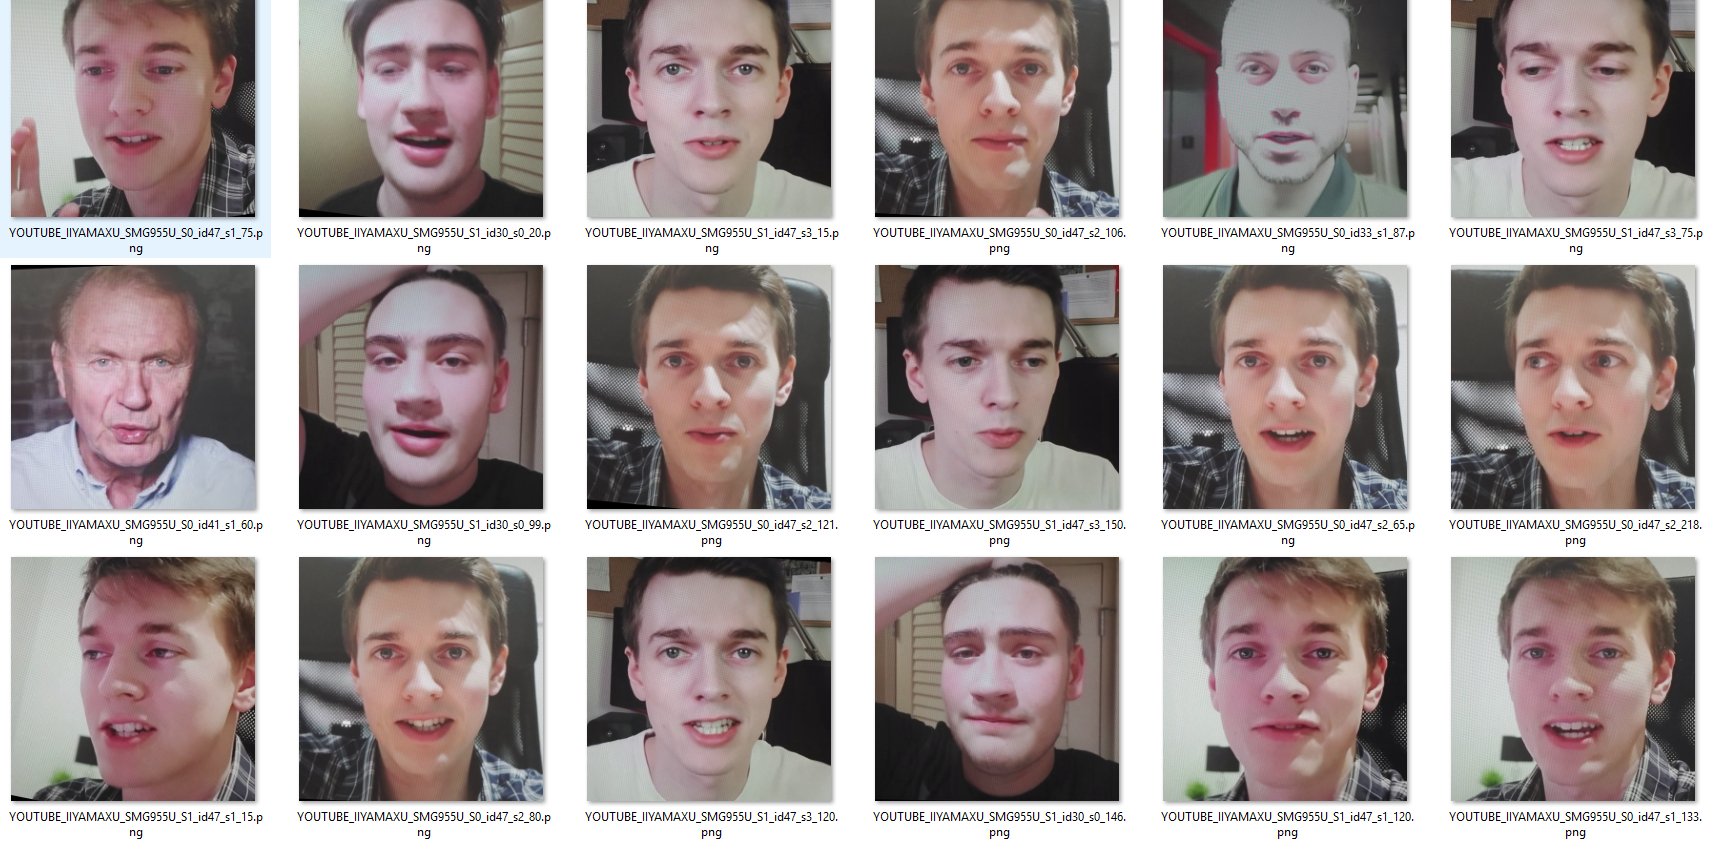 YOUTUBE_IIYAMAXU_SMG955U_S0_id47_s1_75.p
ng
YOUTUBE_IIYAMAXU_SMG955U_S1_id30_s0_20.p
ng
YOUTUBE_IIYAMAXU_SMG955U_S1_id47_s3_15.p
ng
YOUTUBE_IIYAMAXU_SMG955U_S0_id47_s2_106.
png
YOUTUBE_IIYAMAXU_SMG955U_S0_id33_s1_87.p
ng
YOUTUBE_IIYAMAXU_SMG955U_S1_id47_s3_75.p
ng
YOUTUBE_IIYAMAXU_SMG955U_S0_id41_s1_60.p
ng
YOUTUBE_IIYAMAXU_SMG955U_S1_id30_s0_99.p
ng
YOUTUBE_IIYAMAXU_SMG955U_S0_id47_s2_121.
png
YOUTUBE_IIYAMAXU_SMG955U_S1_id47_s3_150.
png
YOUTUBE_IIYAMAXU_SMG955U_S0_id47_s2_65.p
ng
YOUTUBE_IIYAMAXU_SMG955U_S0_id47_s2_218.
png
YOUTUBE_IIYAMAXU_SMG955U_S1_id47_s1_15.p
ng
YOUTUBE_IIYAMAXU_SMG955U_S0_id47_s2_80.p
ng
YOUTUBE_IIYAMAXU_SMG955U_S1_id47_s3_120.
png
YOUTUBE_IIYAMAXU_SMG955U_S1_id30_s0_146.
png
YOUTUBE_IIYAMAXU_SMG955U_S1_id47_s1_120.
png
YOUTUBE_IIYAMAXU_SMG955U_S0_id47_s1_133.
png